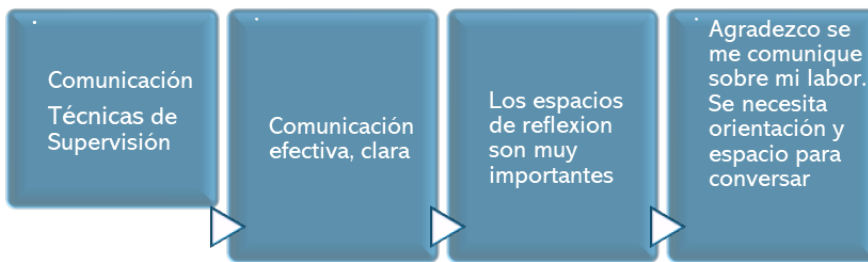 Comunicación
Técnicas de
Supervisión
Comunicación
efectiva, clara
Los espacios
de reflexion
son muy
importantes
Agradezco se
me comunique
sobre mi labor.
Se necesita
orientación y
espacio para
conversar